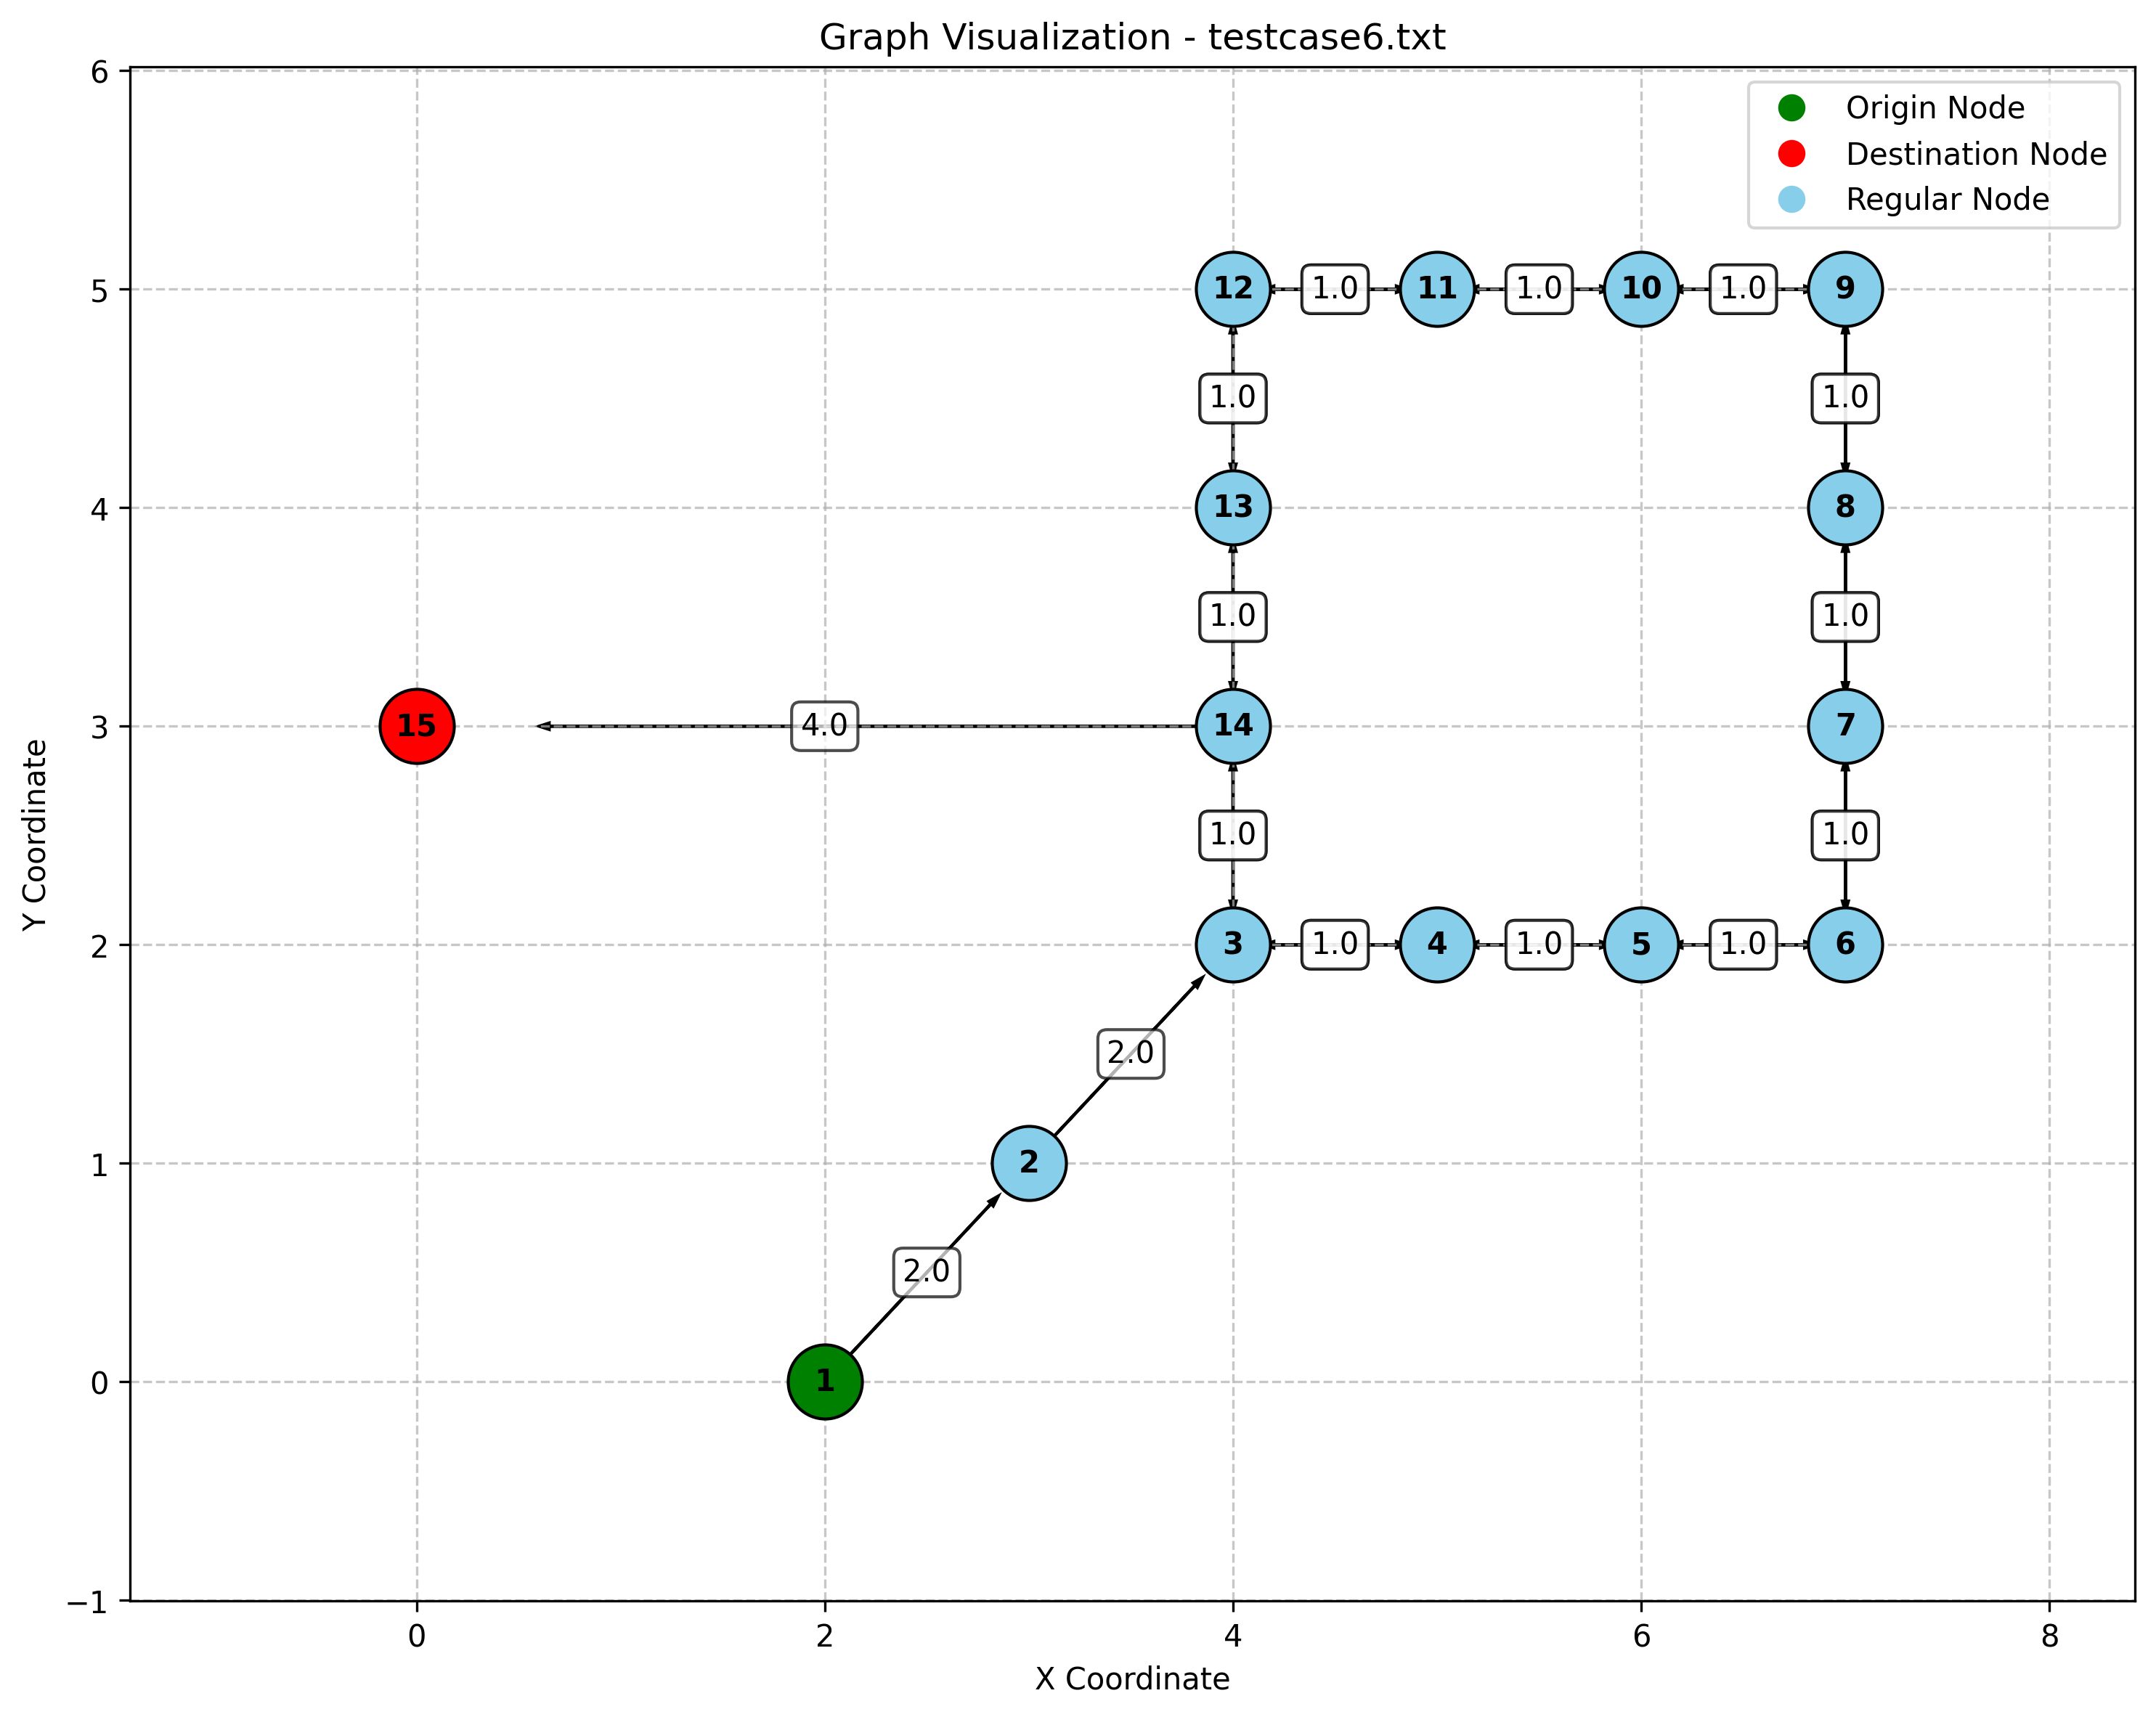 Graph Visualization - testcase6.txt
6
Origin Node
Destination Node
Regular Node
5
12 1.0 11 1.0 10 1.0 9
1.0 1.0
4
13 8
1.0 1.0
Y Coordinate
3
15 4.0 14 7
1.0 1.0
2
3 1.0 4 1.0 5 1.0 6
2.0
1
2
2.0
0
1
−1
0 2 4 6 8
X Coordinate